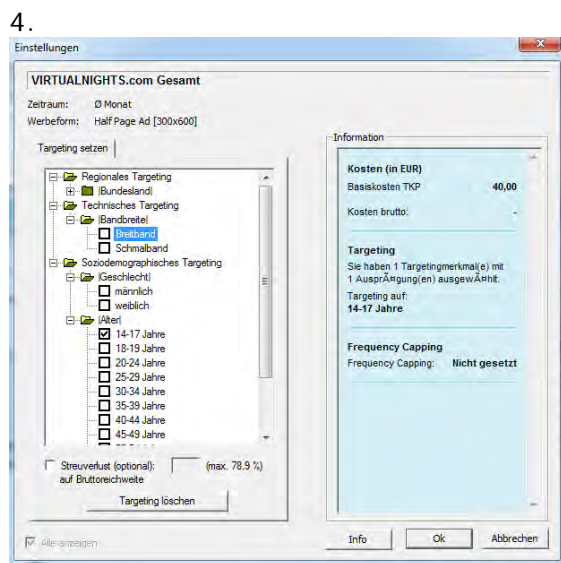 4.
Einstellungen
VIRTUALNIGHTS.com Gesamt
Zeitraum: Ø Monat
Werbeform: Half Page Ad [300x600]
Targeting setzen
Regionales Targeting
|Bundesland|
Technisches Targeting
|Bandbreite|
Breitband
Schmalband
Soziodemographisches Targeting
|Geschlecht|
männlich
weiblich
|Alter|
14-17 Jahre
18-19 Jahre
20-24 Jahre
25-29 Jahre
30-34 Jahre
35-39 Jahre
40-44 Jahre
45-49 Jahre
Streuverlust (optional): (max. 78,9 %)
auf Bruttoreichweite
Targeting löschen
Alle anzeigen
Information
Kosten (in EUR)
Basiskosten TKP 40,00
Kosten brutto: -
Targeting
Sie haben 1 Targetingmerkmal(e) mit
1 AusprÃ¤gung(en) ausgewÃ¤hlt.
Targeting auf:
14-17 Jahre
Frequency Capping
Frequency Capping: Nicht gesetzt
Info Ok Abbrechen